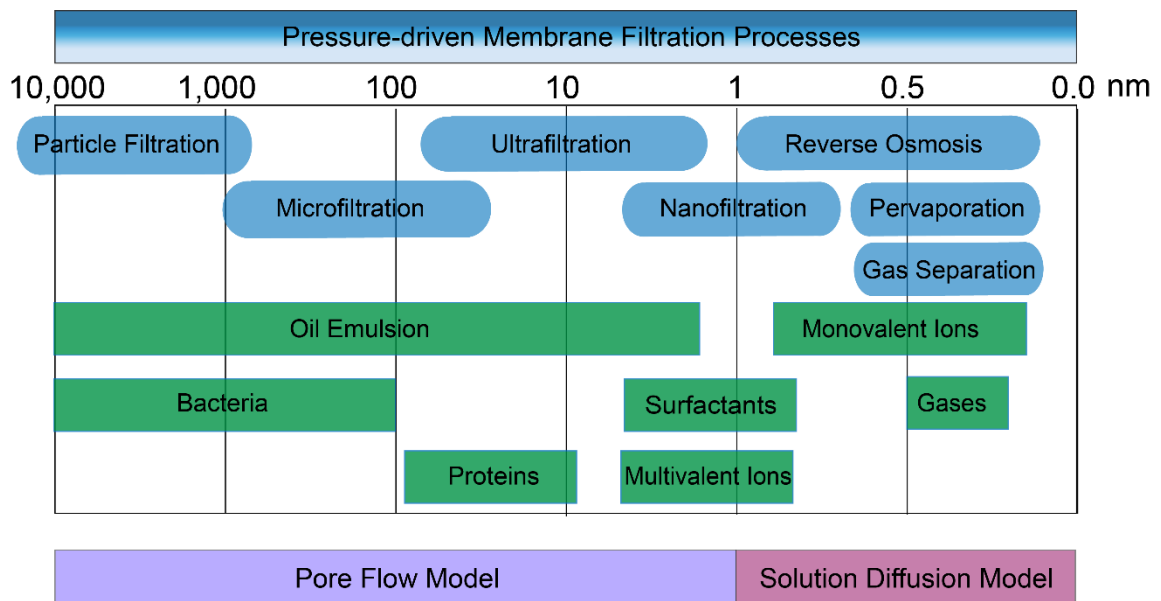 Pressure-driven Membrane Filtration Processes
10,000 1,000 100 10 1 0.5 0.0 nm
Particle Filtration Ultrafiltration Reverse Osmosis
Microfiltration Nanofiltration Pervaporation
Gas Separation
Oil Emulsion Monovalent Ions
Bacteria Surfactants Gases
Proteins Multivalent Ions
Pore Flow Model Solution Diffusion Model